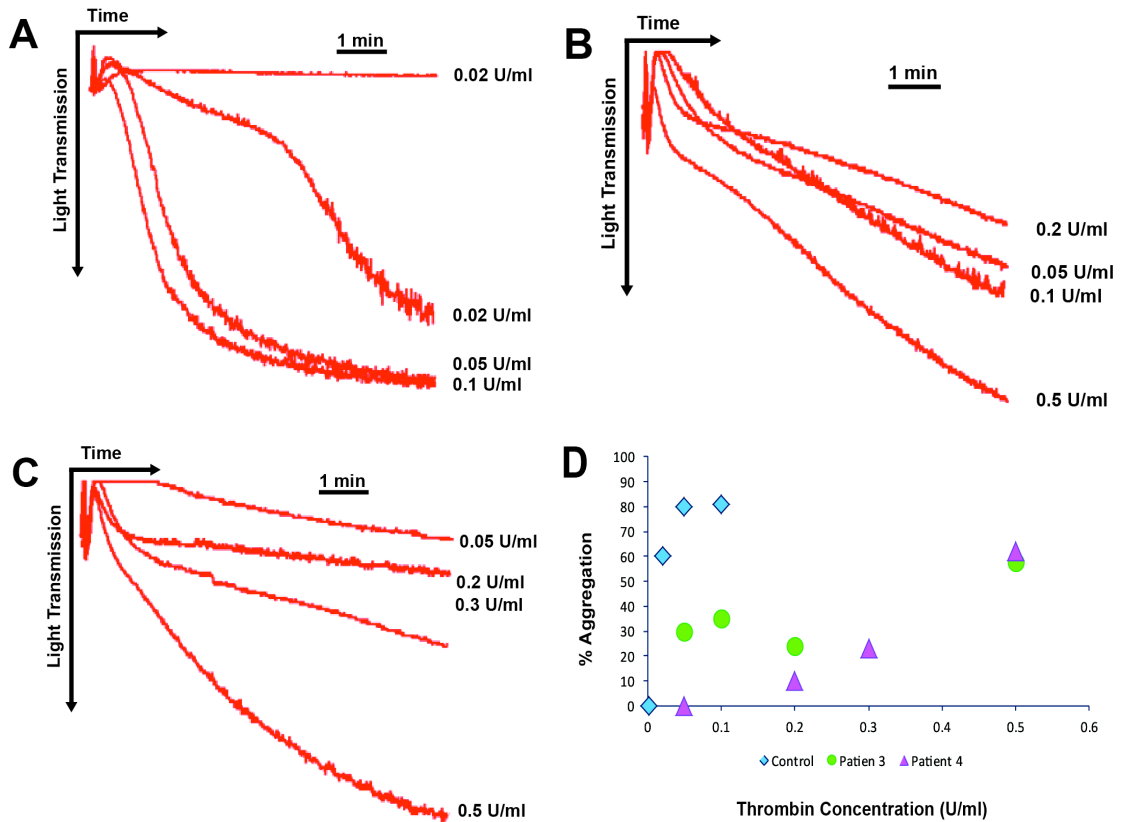 A
Time
1 min
Light Transmission
0.02 U/ml
0.02 U/ml
0.05 U/ml
0.1 U/ml
B
Time
1 min
Light Transmission
0.2 U/ml
0.05 U/ml
0.1 U/ml
0.5 U/ml
C
Time
1 min
Light Transmission
0.05 U/ml
0.2 U/ml
0.3 U/ml
0.5 U/ml
D
% Aggregation
100
90
80
70
60
50
40
30
20
10
0
0 0.1 0.2 0.3 0.4 0.5 0.6
Control Patien 3 Patient 4
Thrombin Concentration (U/ml)